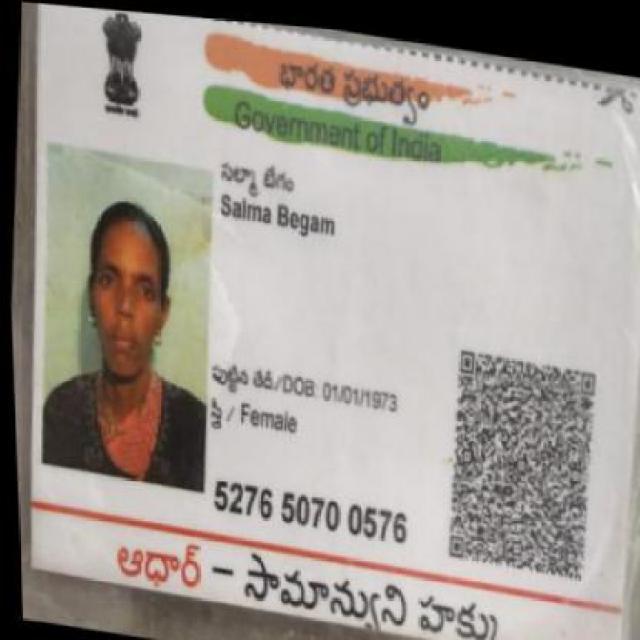 భారత ప్రభుత్వం
Government of India
సల్మా బేగం
Salma Begam
పుట్టిన తేదీ/DOB: 01/01/1973
స్త్రీ / Female
5276 5070 0576
ఆధార్ – సామాన్యుని హక్కు